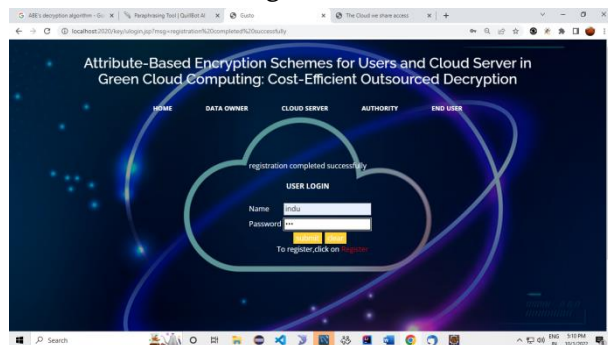 ABE's decryption algorithm - Go
Paraphrasing Tool | QuillBot AI
Gusto
The Cloud we share access
localhost:2020/key/ulogin.jsp?msg=registration%20completed%20successfully
Attribute-Based Encryption Schemes for Users and Cloud Server in
Green Cloud Computing: Cost-Efficient Outsourced Decryption
HOME DATA OWNER CLOUD SERVER AUTHORITY END USER
registration completed successfully
USER LOGIN
Name indu
Password •••
submit clear
To register,click on Register
Search
ENG 5:10 PM